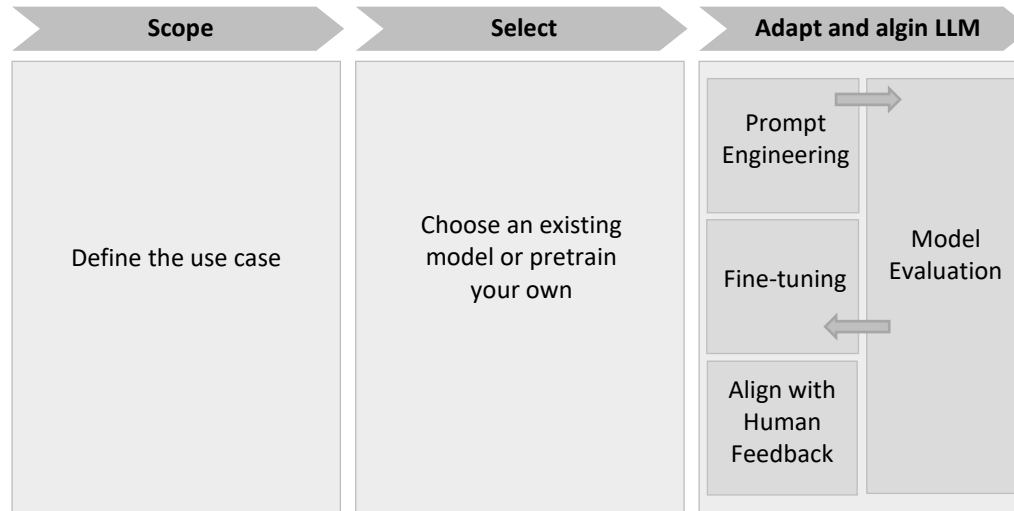 Scope
Select
Adapt and algin LLM
Define the use case
Choose an existing
model or pretrain
your own
Prompt
Engineering
Fine-tuning
Align with
Human
Feedback
Model
Evaluation